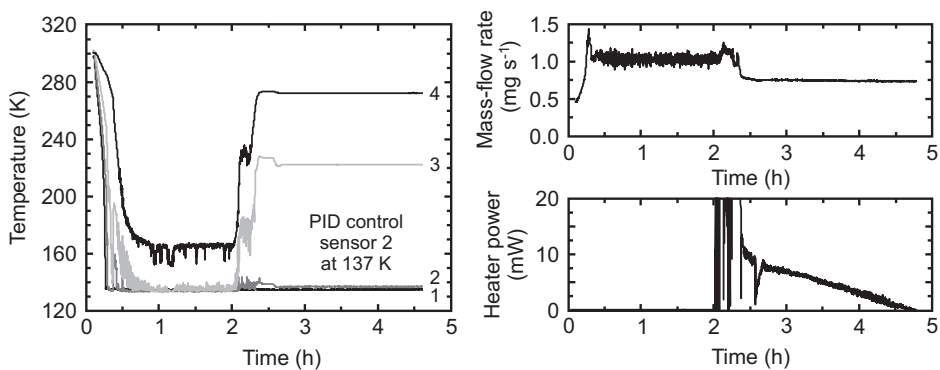 320
280
240
200
160
120
Temperature (K)
0 1 2 3 4 5
Time (h)
4
3
2
1
PID control
sensor 2
at 137 K
1.5
1.0
0.5
0.0
Mass-flow rate
(mg s⁻¹)
0 1 2 3 4 5
Time (h)
20
10
0
Heater power
(mW)
0 1 2 3 4 5
Time (h)